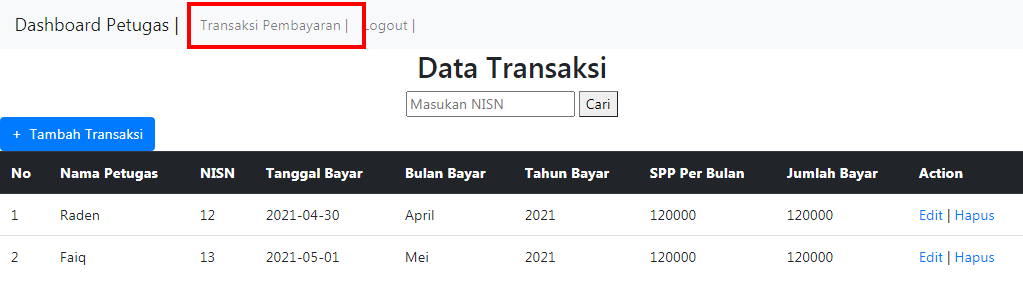 Dashboard Petugas | Transaksi Pembayaran | Logout |
Data Transaksi
Masukan NISN Cari
+ Tambah Transaksi
No Nama Petugas NISN Tanggal Bayar Bulan Bayar Tahun Bayar SPP Per Bulan Jumlah Bayar Action
1 Raden 12 2021-04-30 April 2021 120000 120000 Edit | Hapus
2 Faiq 13 2021-05-01 Mei 2021 120000 120000 Edit | Hapus